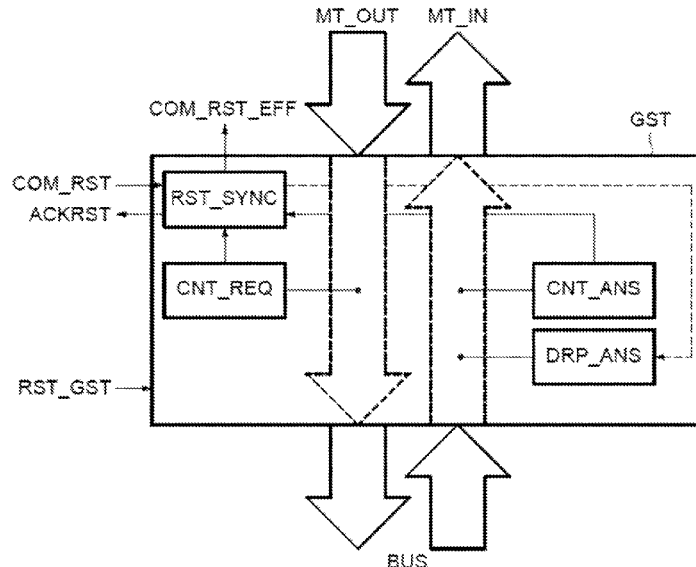 MT_OUT MT_IN
COM_RST_EFF
GST
COM_RST
RST_SYNC
ACKRST
CNT_REQ
CNT_ANS
DRP_ANS
RST_GST
BUS